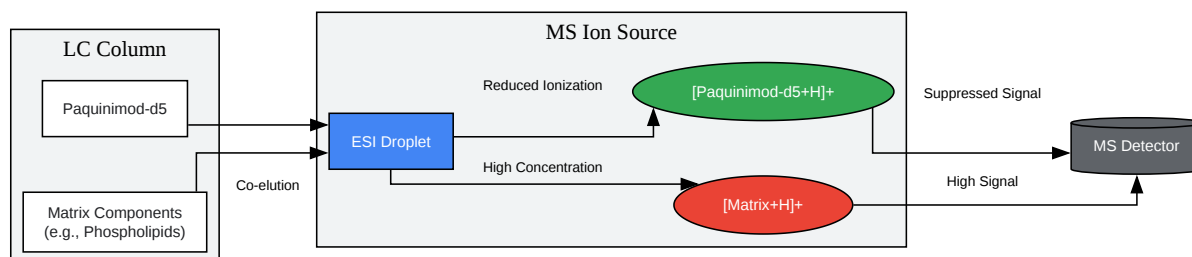 LC Column
Paquinimod-d5
Matrix Components
(e.g., Phospholipids)
Co-elution
MS Ion Source
ESI Droplet
Reduced Ionization
High Concentration
[Paquinimod-d5+H]+
[Matrix+H]+
Suppressed Signal
High Signal
MS Detector